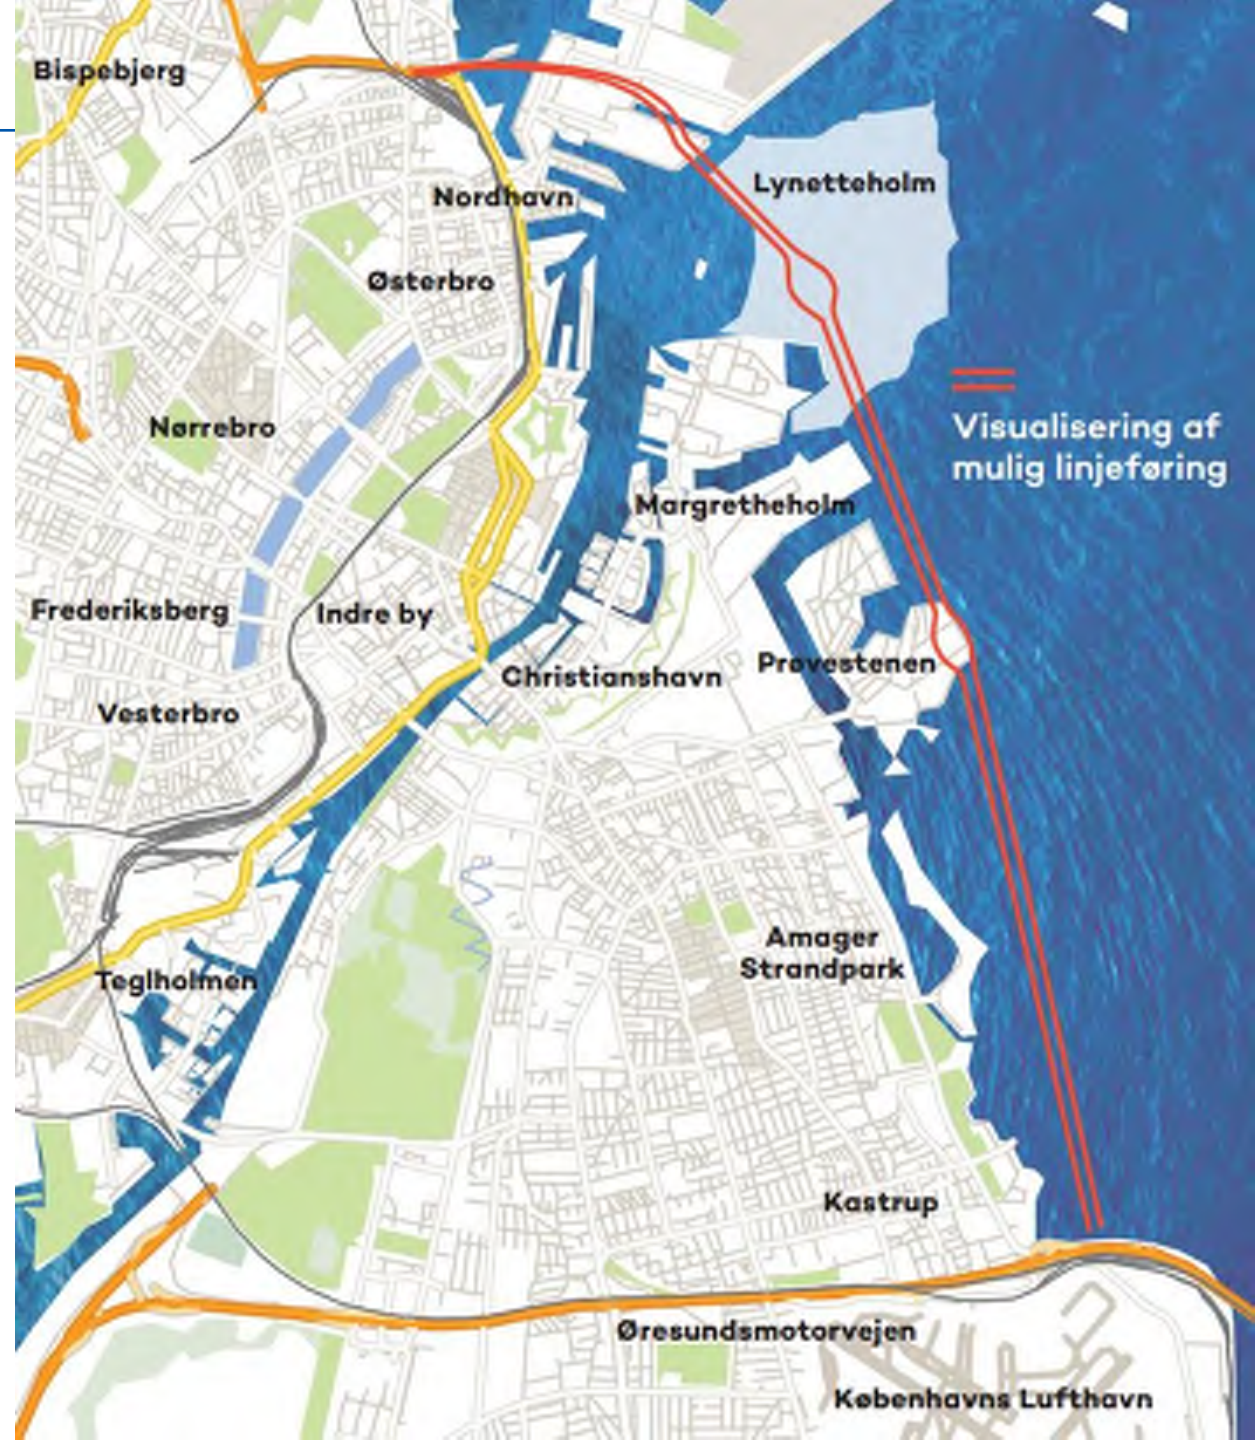 Bispebjerg
Lynetteholm
Nordhavn
Østerbro
Nørrebro
Visualisering af
mulig linjeføring
Margretheholm
Frederiksberg
Indre by
Prøvestenen
Christianshavn
Vesterbro
Amager
Strandpark
Teglholmen
Kastrup
Øresundsmotorvejen
Københavns Lufthavn